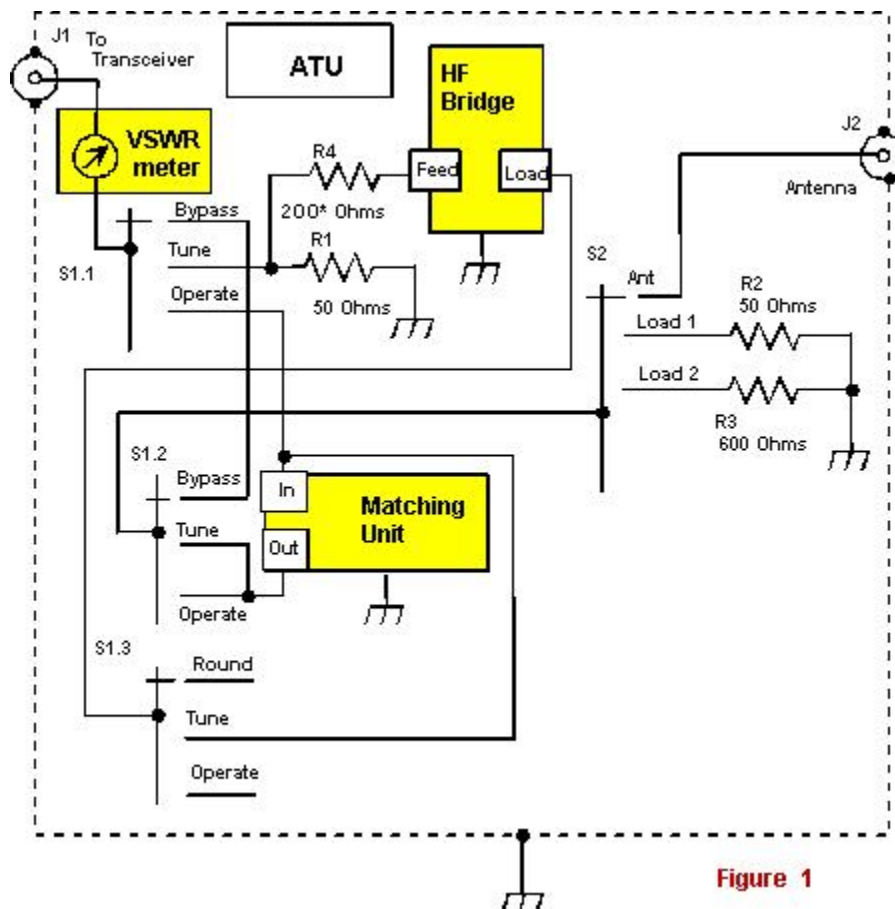 J1 To
Transceiver
ATU
HF
Bridge
J2
VSWR
meter
R4
Feed
Load
Antenna
Bypass
200* Ohms
Tune
R1
S2
S1.1
Ant
R2
Operate
50 Ohms
50 Ohms
Load 1
Load 2
R3
600 Ohms
S1.2
Bypass
In
Matching
Unit
Tune
Out
Operate
S1.3
Round
Tune
Operate
Figure 1